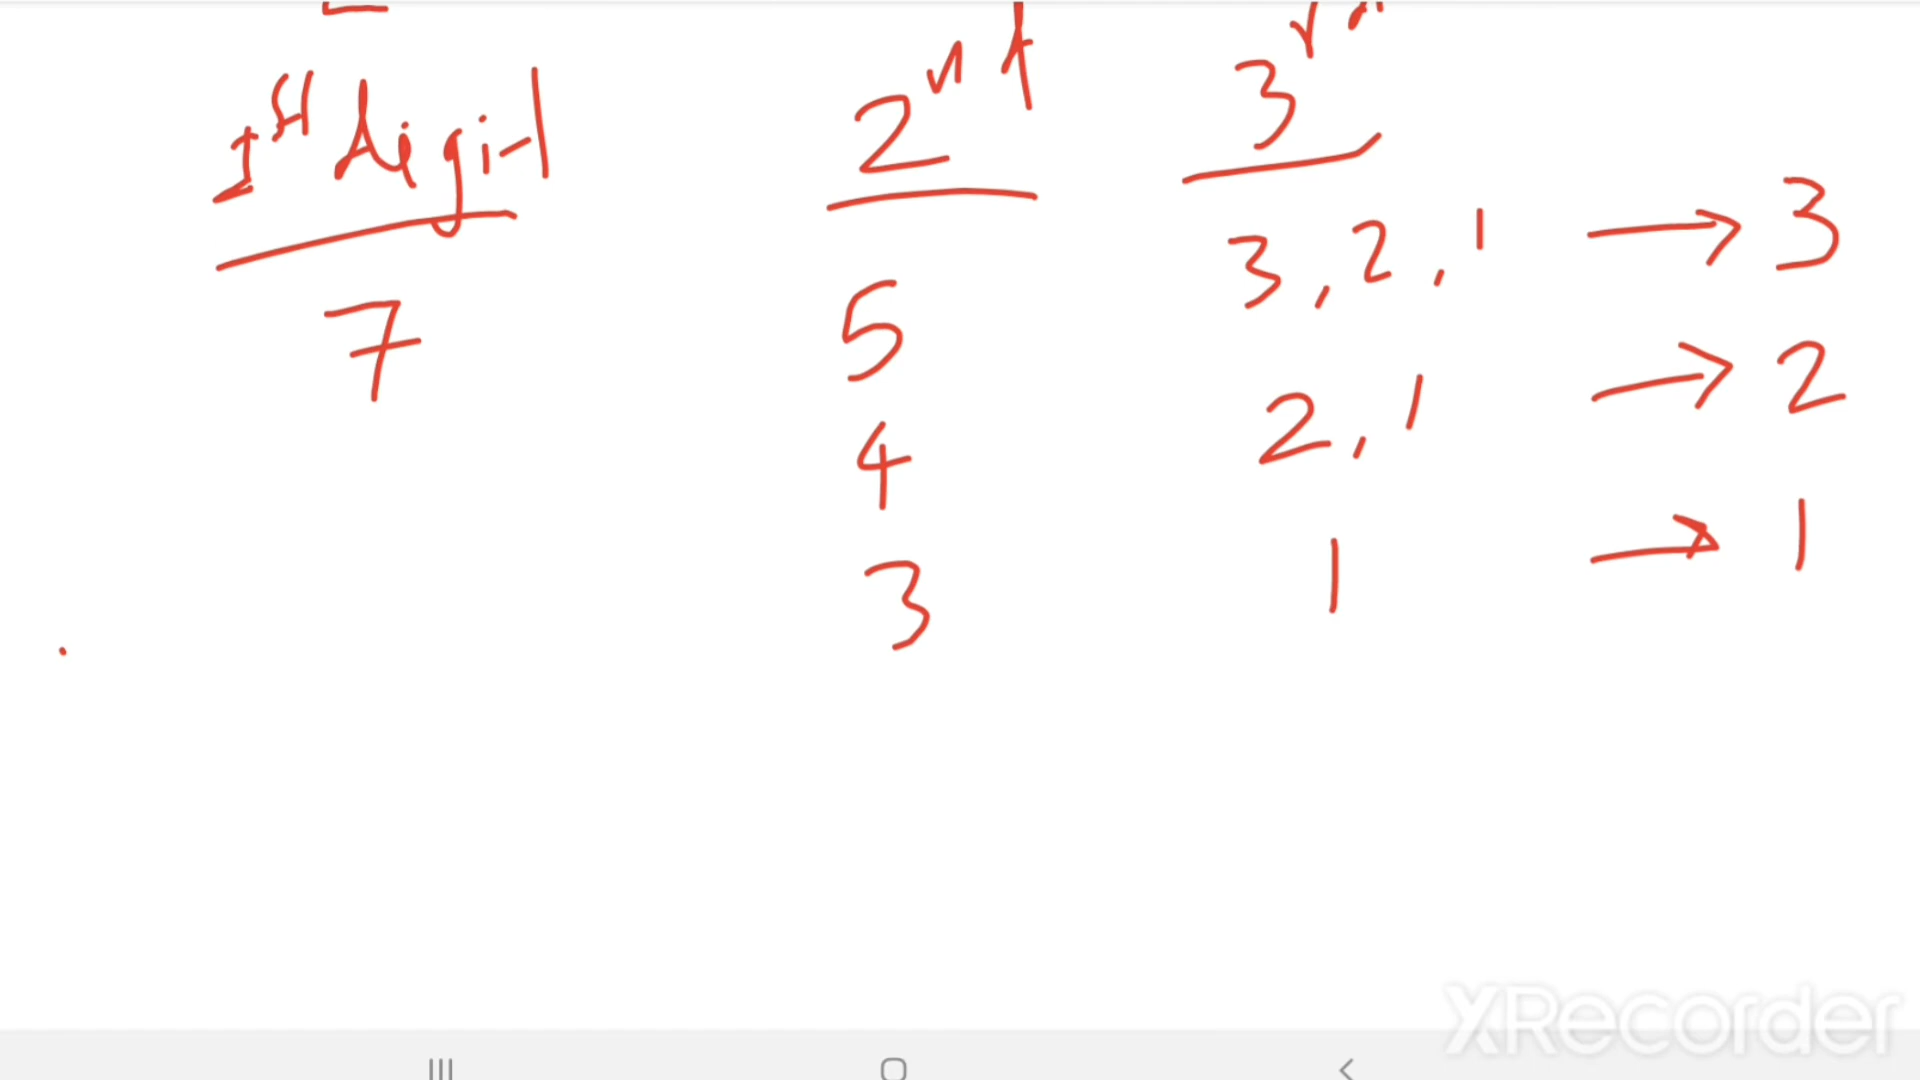 1st digit 2nd 3rd
7 5 3, 2, 1 → 3
4 2, 1 → 2
3 1 → 1
XRecorder